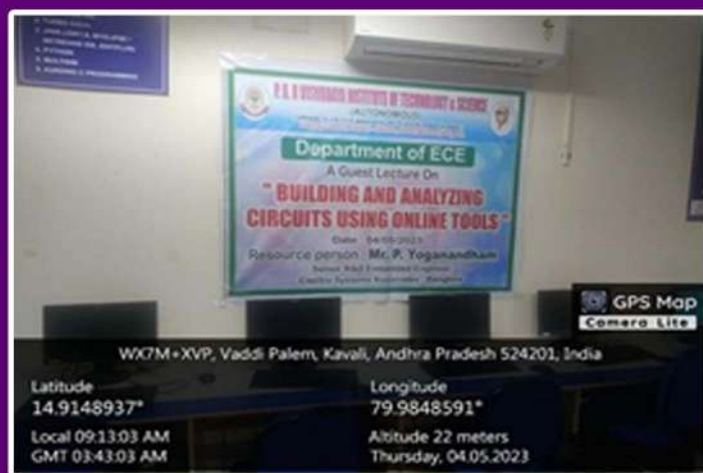 5. PYTHON
P. B. R VISVODAYA INSTITUTE OF TECHNOLOGY & SCIENCE
(AUTONOMOUS)
Department of ECE
A Guest Lecture On
" BUILDING AND ANALYZING
CIRCUITS USING ONLINE TOOLS "
Date : 04/05/2023
Resource person : Mr. P. Yoganandham
GPS Map
Camera Lite
WX7M+XVP, Vaddi Palem, Kavali, Andhra Pradesh 524201, India
Latitude
14.9148937°
Longitude
79.9848591°
Local 09:13:03 AM
GMT 03:43:03 AM
Altitude 22 meters
Thursday, 04.05.2023